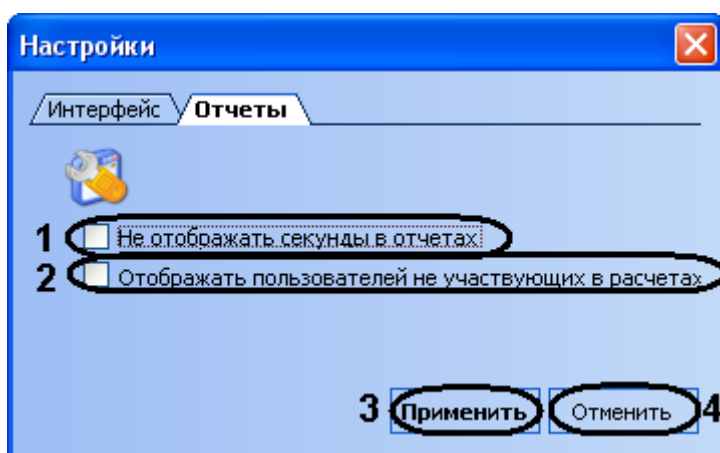 Настройки
Интерфейс Отчеты
1 Не отображать секунды в отчетах
2 Отображать пользователей не участвующих в расчетах
3 Применить Отменить 4